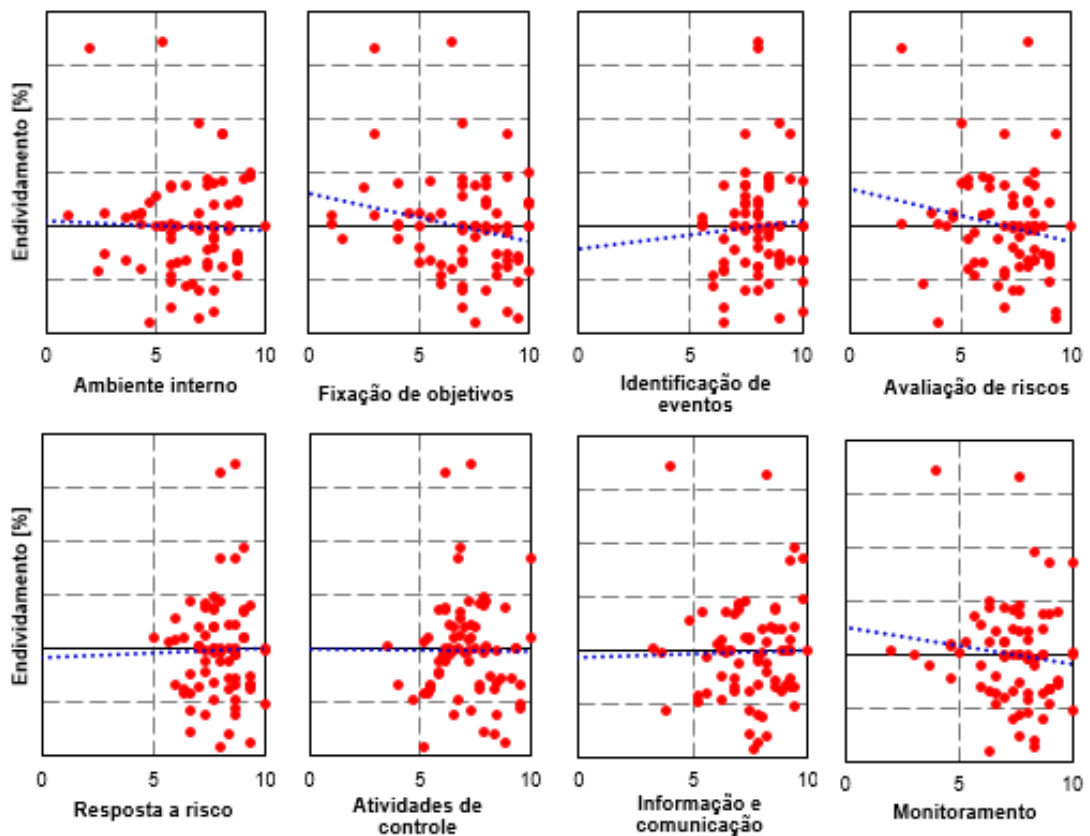 Endividamento [%]
0 5 10
0 5 10
0 5 10
0 5 10
Ambiente interno
Fixação de objetivos
Identificação de
eventos
Avaliação de riscos
Endividamento [%]
0 5 10
0 5 10
0 5 10
0 5 10
Resposta a risco
Atividades de
controle
Informação e
comunicação
Monitoramento